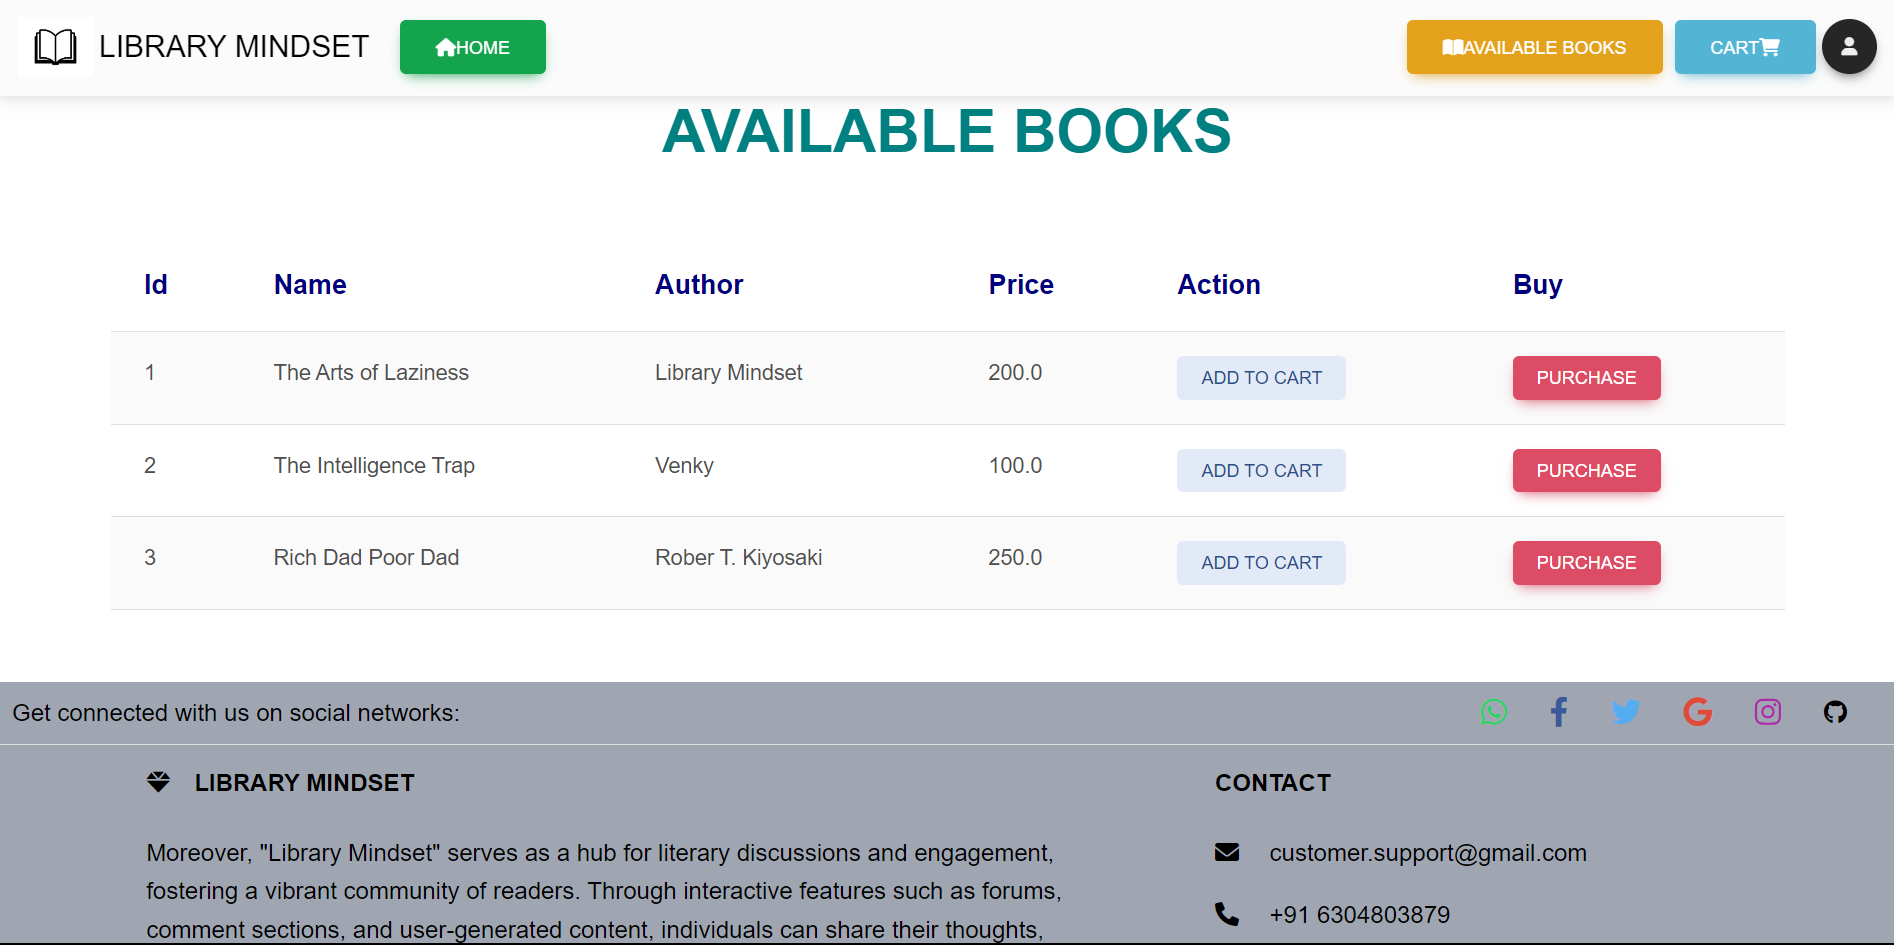 LIBRARY MINDSET HOME AVAILABLE BOOKS CART
AVAILABLE BOOKS
Id Name Author Price Action Buy
1 The Arts of Laziness Library Mindset 200.0 ADD TO CART PURCHASE
2 The Intelligence Trap Venky 100.0 ADD TO CART PURCHASE
3 Rich Dad Poor Dad Rober T. Kiyosaki 250.0 ADD TO CART PURCHASE
Get connected with us on social networks:
LIBRARY MINDSET
Moreover, "Library Mindset" serves as a hub for literary discussions and engagement,
fostering a vibrant community of readers. Through interactive features such as forums,
comment sections, and user-generated content, individuals can share their thoughts,
CONTACT
customer.support@gmail.com
+91 6304803879